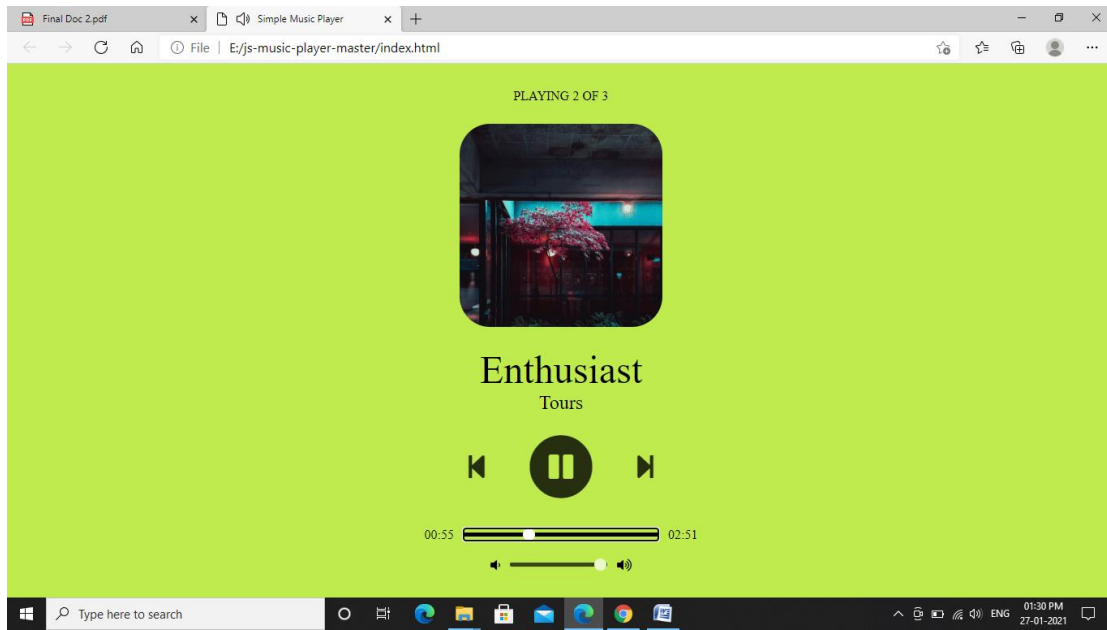 Final Doc 2.pdf
Simple Music Player
File
E:/js-music-player-master/index.html
PLAYING 2 OF 3
Enthusiast
Tours
00:55
02:51
Type here to search
ENG
01:30 PM
27-01-2021